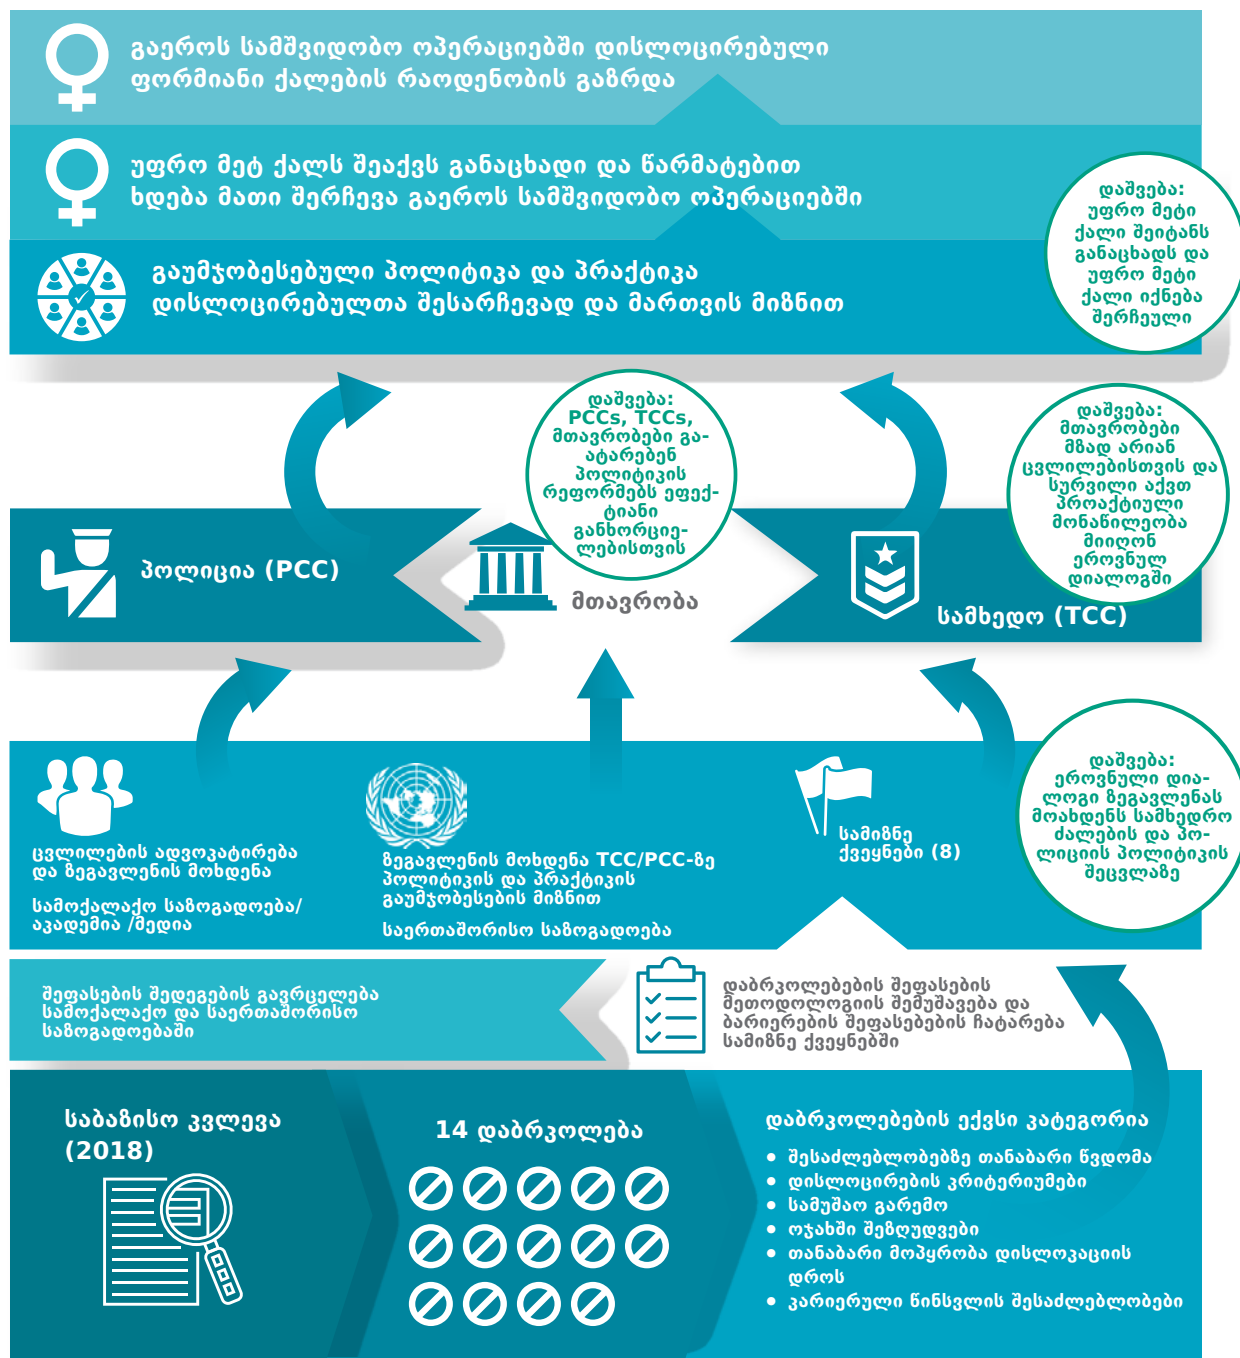 გაეროს სამშვიდობო ოპერაციებში დისლოცირებული
ფორმიანი ქალების რაოდენობის გაზრდა
უფრო მეტ ქალს შეაქვს განაცხადი და წარმატებით
ხდება მათი შერჩევა გაეროს სამშვიდობო ოპერაციებში
გაუმჯობესებული პოლიტიკა და პრაქტიკა
დისლოცირებულთა შესარჩევად და მართვის მიზნით
დაშვება:
უფრო მეტი
ქალი შეიტანს
განაცხადს და
უფრო მეტი
ქალი იქნება
შერჩეული
დაშვება:
PCCs, TCCs,
მთავრობები გა-
ატარებენ
პოლიტიკის
რეფორმებს ეფექ-
ტიანი
განხორციე-
ლებისთვის
დაშვება:
მთავრობები
მზად არიან
ცვლილებისთვის და
სურვილი აქვთ
პროაქტიული
მონაწილეობა
მიიღონ
ეროვნულ
დიალოგში
პოლიცია (PCC)
მთავრობა
სამხედო (TCC)
ცვლილების ადვოკატირება
და ზეგავლენის მოხდენა
სამოქალაქო საზოგადოება/
აკადემია /მედია
ზეგავლენის მოხდენა TCC/PCC-ზე
პოლიტიკის და პრაქტიკის
გაუმჯობესების მიზნით
საერთაშორისო საზოგადოება
სამიზნე
ქვეყნები (8)
დაშვება:
ეროვნული დია-
ლოგი ზეგავლენას
მოახდენს სამხედრო
ძალების და პო-
ლიციის პოლიტიკის
შეცვლაზე
შეფასების შედეგების გავრცელება
სამოქალაქო და საერთაშორისო
საზოგადოებაში
დაბრკოლებების შეფასების
მეთოდოლოგიის შემუშავება და
ბარიერების შეფასებების ჩატარება
სამიზნე ქვეყნებში
საბაზისო კვლევა
(2018)
14 დაბრკოლება
დაბრკოლებების ექვსი კატეგორია
• შესაძლებლობებზე თანაბარი წვდომა
• დისლოცირების კრიტერიუმები
• სამუშაო გარემო
• ოჯახში შეზღუდვები
• თანაბარი მოპყრობა დისლოკაციის
დროს
• კარიერული წინსვლის შესაძლებლობები